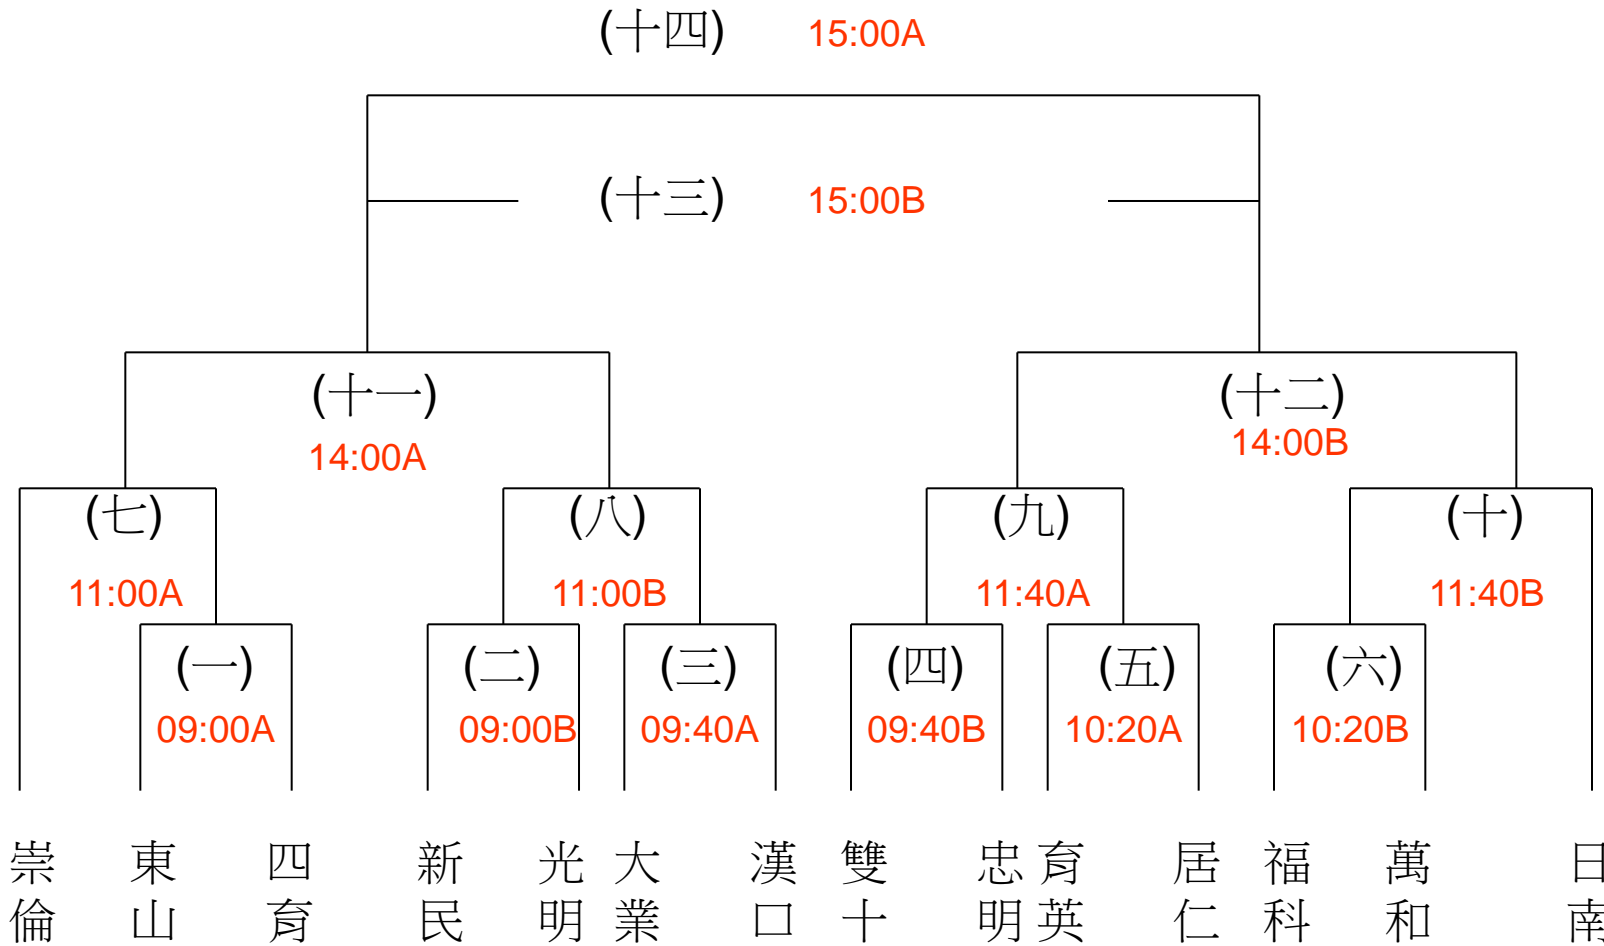 (十四) 15:00A
(十三) 15:00B
(十一) (十二)
14:00A 14:00B
(七) (八) (九) (十)
11:00A 11:00B 11:40A 11:40B
(一) (二) (三) (四) (五) (六)
09:00A 09:00B 09:40A 09:40B 10:20A 10:20B
崇倫 東山 四育 新民 光明 大業 漢口 雙十 忠明 育英 居仁 福科 萬和 日南